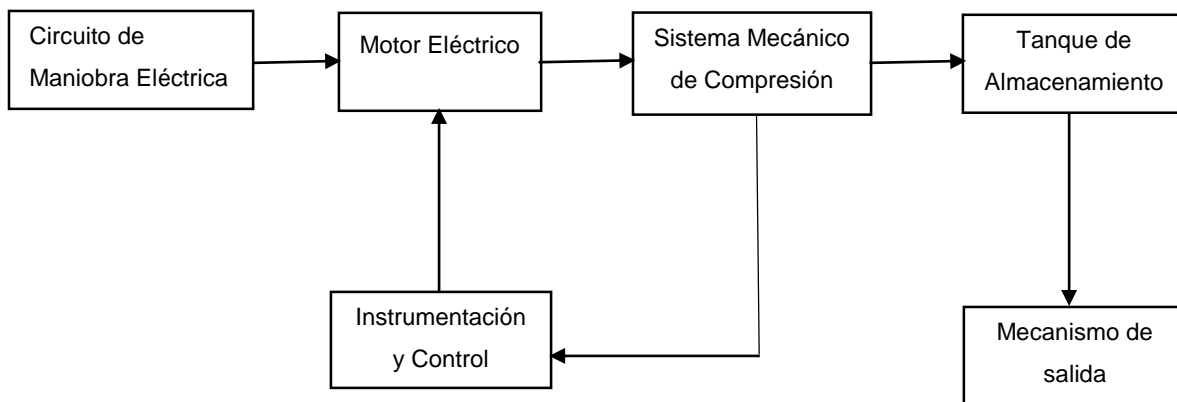 Circuito de
Maniobra Eléctrica
Motor Eléctrico
Sistema Mecánico
de Compresión
Tanque de
Almacenamiento
Instrumentación
y Control
Mecanismo de
salida